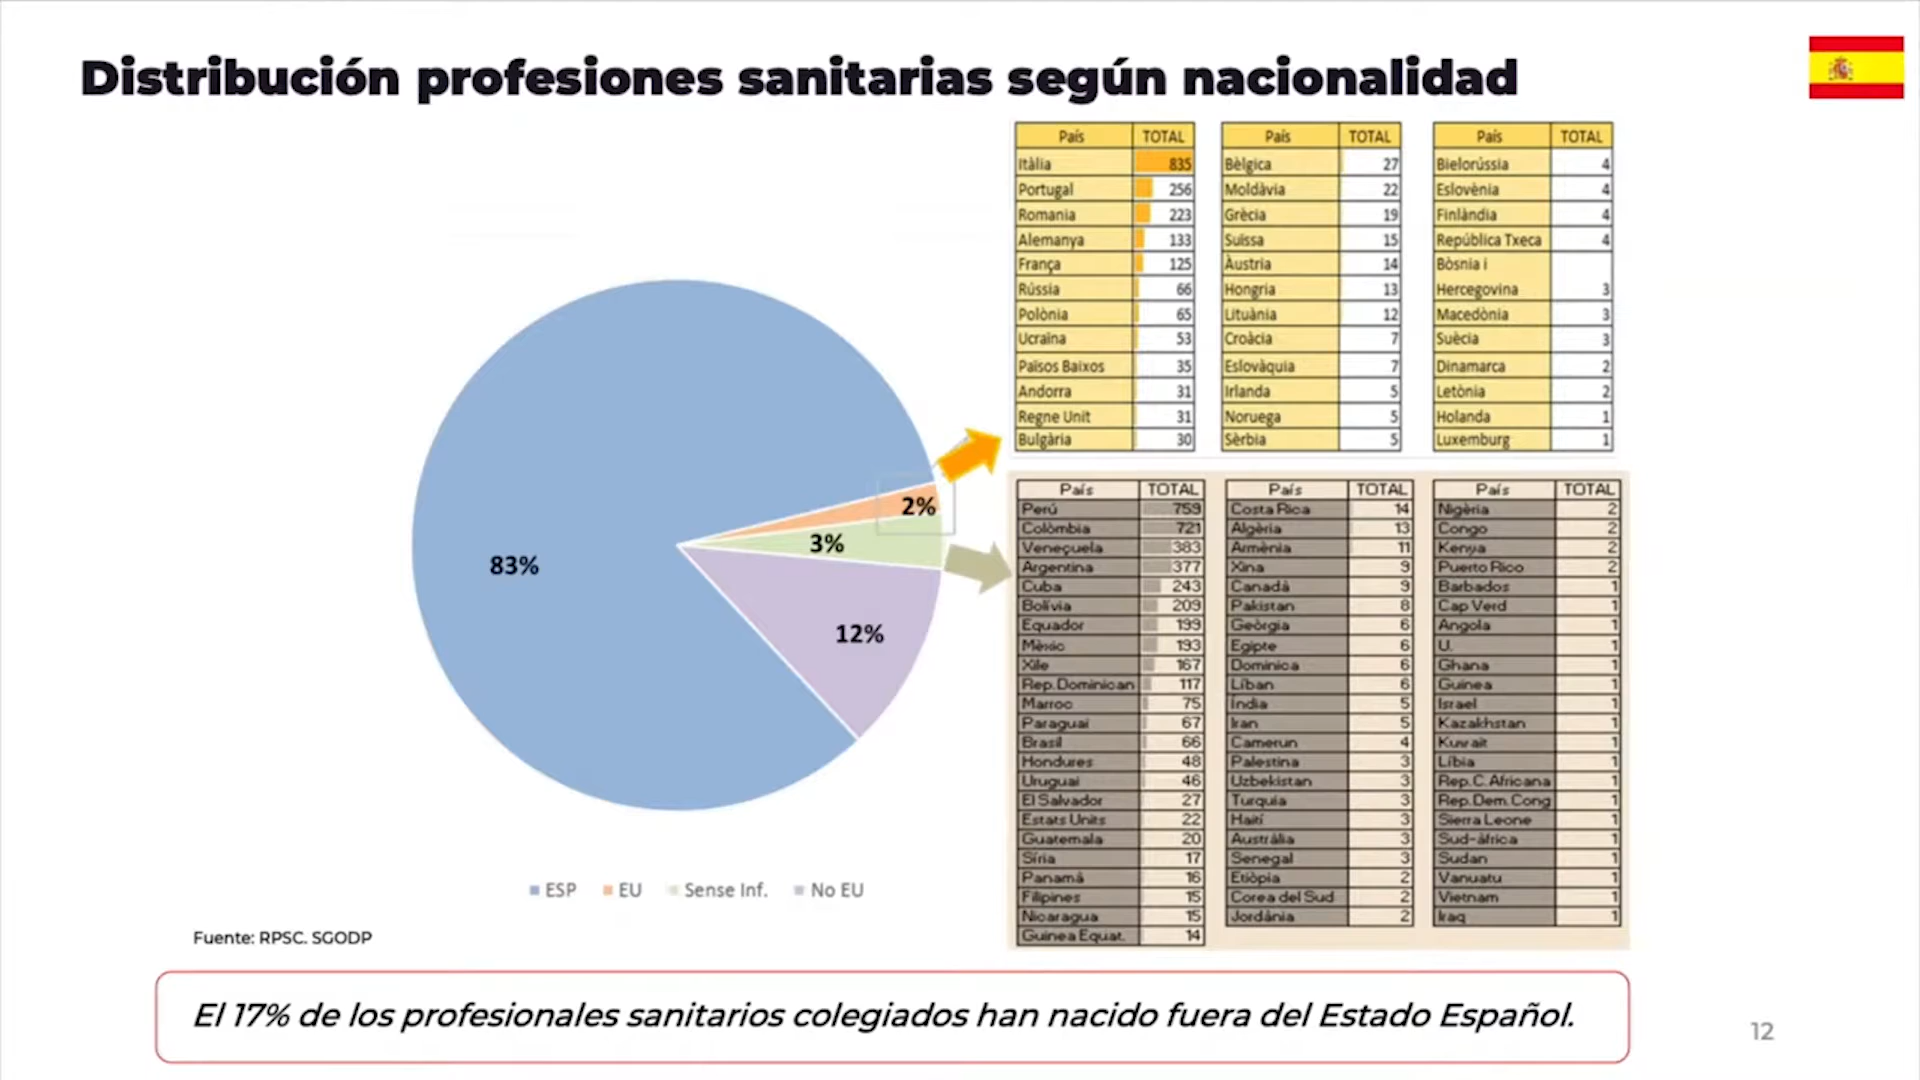 Distribución profesiones sanitarias según nacionalidad
País TOTAL
Itàlia 835
Portugal 256
Romania 223
Alemanya 133
França 125
Rússia 66
Polònia 65
Ucraïna 53
Països Baixos 35
Andorra 31
Regne Unit 31
Bulgària 30
País TOTAL
Bèlgica 27
Moldàvia 22
Grècia 19
Suïssa 15
Àustria 14
Hongria 13
Lituània 12
Croàcia 7
Eslovàquia 7
Irlanda 5
Noruega 5
Sèrbia 5
País TOTAL
Bielorússia 4
Eslovènia 4
Finlàndia 4
República Txeca 4
Bòsnia i
Hercegovina 3
Macedònia 3
Suècia 3
Dinamarca 2
Letònia 2
Holanda 1
Luxemburg 1
83%
2%
3%
12%
ESP EU Sense Inf. No EU
País TOTAL
Perú 759
Colòmbia 721
Veneçuela 383
Argentina 377
Cuba 243
Bolívia 209
Equador 199
Mèxic 193
Xile 167
Rep.Dominican 117
Marroc 75
Paraguai 67
Brasil 66
Hondures 48
Uruguai 46
El Salvador 27
Estats Units 22
Guatemala 20
Síria 17
Panamà 16
Filipines 15
Nicaragua 15
Guinea Equat. 14
País TOTAL
Costa Rica 14
Algèria 13
Armènia 11
Xina 9
Canadà 9
Pakistan 8
Geòrgia 6
Egipte 6
Dominica 6
Líban 6
Índia 5
Iran 5
Camerun 4
Palestina 3
Uzbekistan 3
Turquia 3
Haití 3
Austràlia 3
Senegal 3
Etiòpia 2
Corea del Sud 2
Jordània 2
País TOTAL
Nigèria 2
Congo 2
Kenya 2
Puerto Rico 2
Barbados 1
Cap Verd 1
Angola 1
U. 1
Ghana 1
Guinea 1
Israel 1
Kazakhstan 1
Kuwait 1
Líbia 1
Rep.C.Africana 1
Rep.Dem.Cong 1
Sierra Leone 1
Sud-àfrica 1
Sudan 1
Vanuatu 1
Vietnam 1
Iraq 1
Fuente: RPSC. SGODP
El 17% de los profesionales sanitarios colegiados han nacido fuera del Estado Español.
12